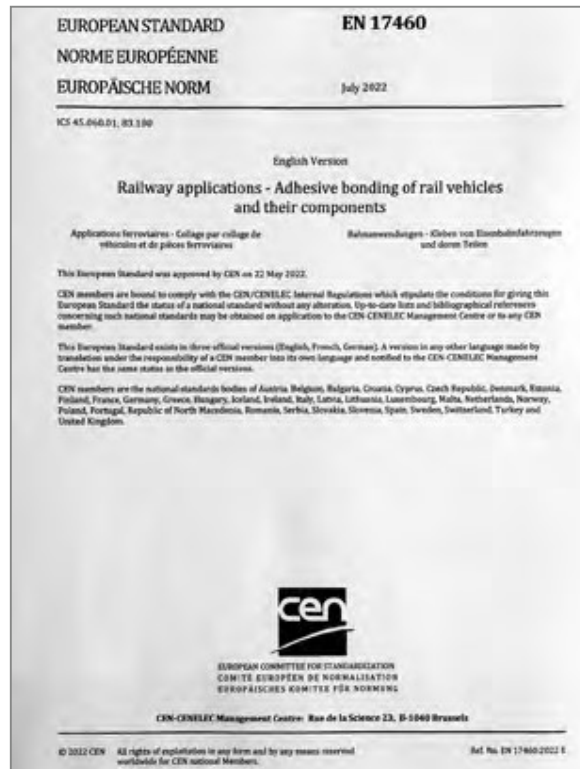 EUROPEAN STANDARD
EN 17460
NORME EUROPÉENNE
EUROPÄISCHE NORM
July 2022
ICS 45.060.01, 83.180
English Version
Railway applications - Adhesive bonding of rail vehicles
and their components
Applications ferroviaires - Collage par collage de
véhicules et de pièces ferroviaires
Bahnanwendungen - Kleben von Eisenbahnfahrzeugen
und deren Teilen
This European Standard was approved by CEN on 22 May 2022.
CEN members are bound to comply with the CEN/CENELEC Internal Regulations which stipulate the conditions for giving this
European Standard the status of a national standard without any alteration. Up-to-date lists and bibliographical references
concerning such national standards may be obtained on application to the CEN-CENELEC Management Centre or to any CEN
member.
This European Standard exists in three official versions (English, French, German). A version in any other language made by
translation under the responsibility of a CEN member into its own language and notified to the CEN-CENELEC Management
Centre has the same status as the official versions.
CEN members are the national standards bodies of Austria, Belgium, Bulgaria, Croatia, Cyprus, Czech Republic, Denmark, Estonia,
Finland, France, Germany, Greece, Hungary, Iceland, Ireland, Italy, Latvia, Lithuania, Luxembourg, Malta, Netherlands, Norway,
Poland, Portugal, Republic of North Macedonia, Romania, Serbia, Slovakia, Slovenia, Spain, Sweden, Switzerland, Turkey and
United Kingdom.
cen
EUROPEAN COMMITTEE FOR STANDARDIZATION
COMITÉ EUROPÉEN DE NORMALISATION
EUROPÄISCHES KOMITEE FÜR NORMUNG
CEN-CENELEC Management Centre: Rue de la Science 23, B-1040 Brussels
© 2022 CEN All rights of exploitation in any form and by any means reserved
worldwide for CEN national Members.
Ref. No. EN 17460:2022 E